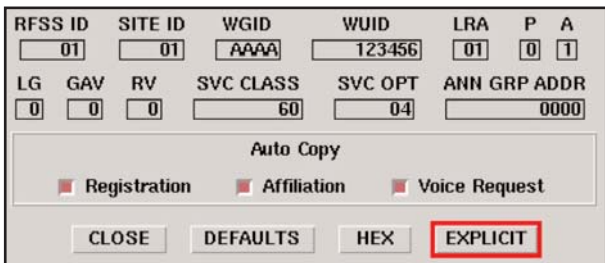 RFSS ID SITE ID WGID WUID LRA P A
01 01 AAAA 123456 01 0 1
LG GAV RV SVC CLASS SVC OPT ANN GRP ADDR
0 0 0 60 04 0000
Auto Copy
Registration Affiliation Voice Request
CLOSE DEFAULTS HEX EXPLICIT